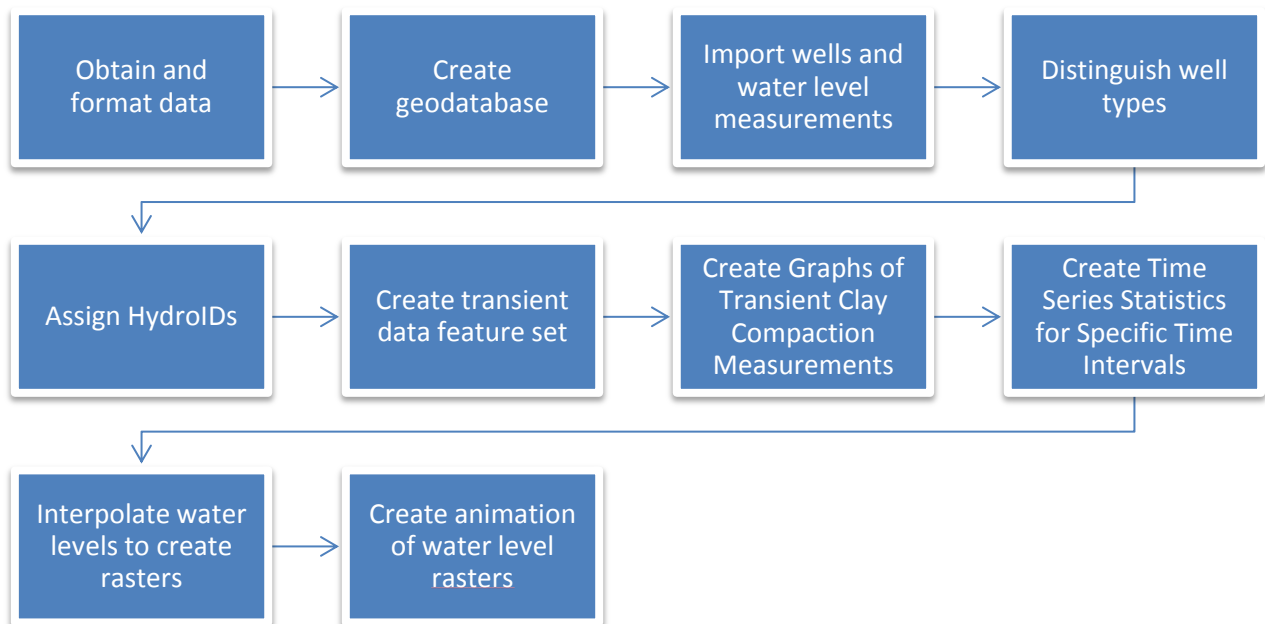 Obtain and
format data
Create
geodatabase
Import wells and
water level
measurements
Distinguish well
types
Assign HydroIDs
Create transient
data feature set
Create Graphs of
Transient Clay
Compaction
Measurements
Create Time
Series Statistics
for Specific Time
Intervals
Interpolate water
levels to create
rasters
Create animation
of water level
rasters